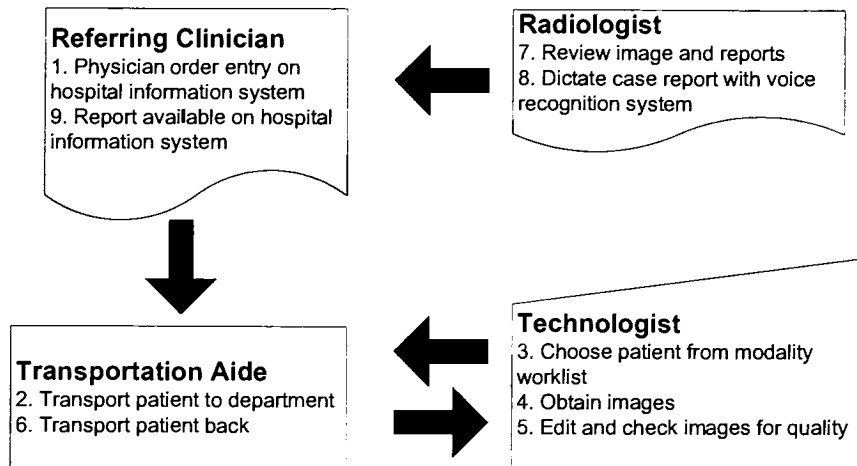 Referring Clinician
1. Physician order entry on
hospital information system
9. Report available on hospital
information system
Radiologist
7. Review image and reports
8. Dictate case report with voice
recognition system
Transportation Aide
2. Transport patient to department
6. Transport patient back
Technologist
3. Choose patient from modality
worklist
4. Obtain images
5. Edit and check images for quality